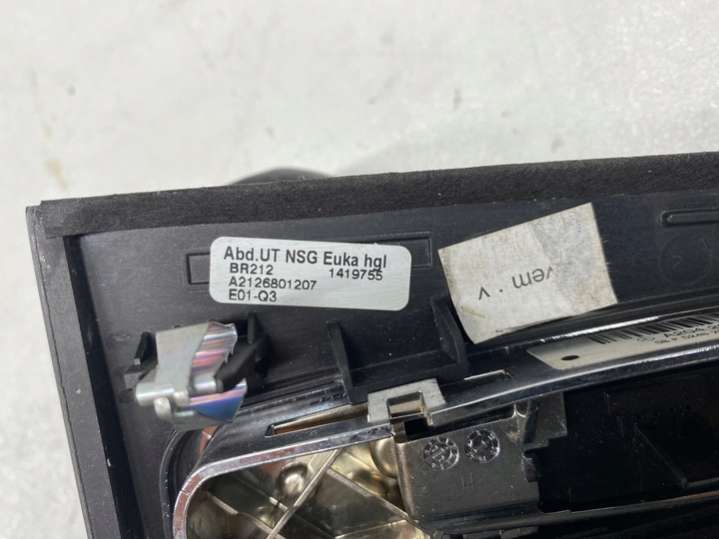 Abd.UT NSG Euka hgl
BR212 1419755
A2126801207
E01-Q3
vem . v